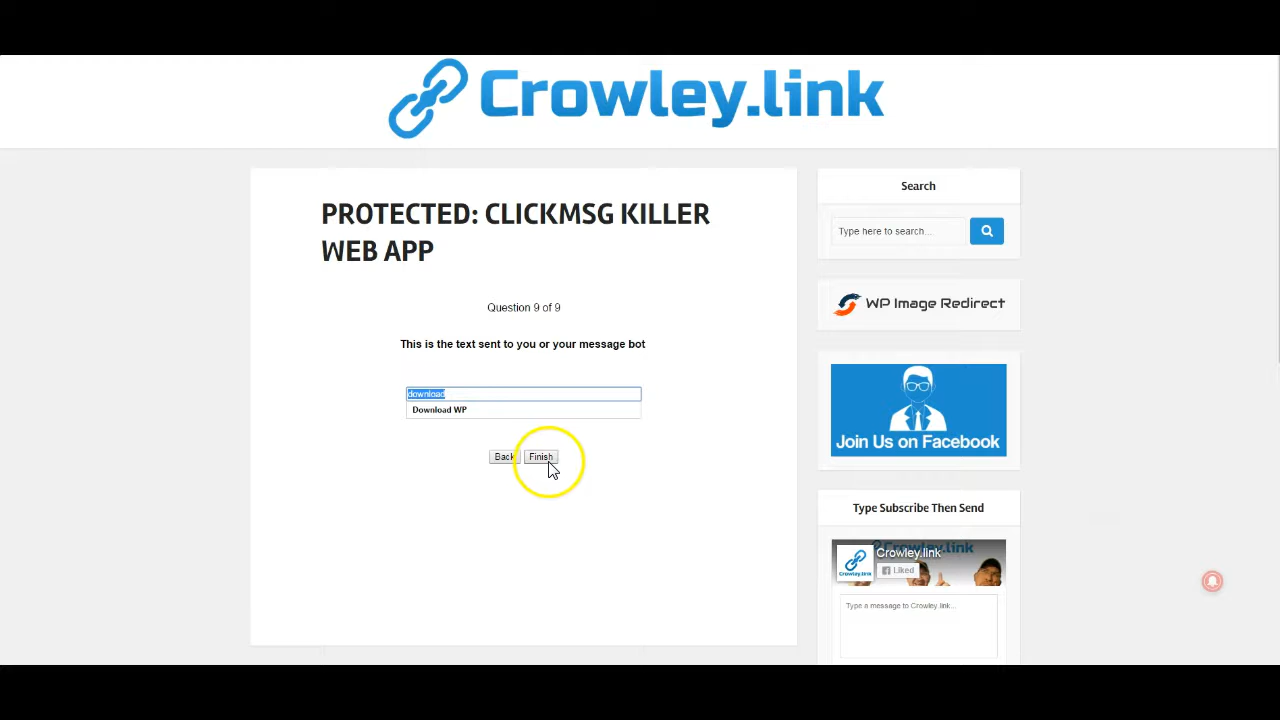 Crowley.link
PROTECTED: CLICKMSG KILLER
WEB APP
Question 9 of 9
This is the text sent to you or your message bot
download
Download WP
Back
Finish
Search
Type here to search...
WP Image Redirect
Join Us on Facebook
Type Subscribe Then Send
Crowley.link
Crowley.link
Liked
Type a message to Crowley.link...